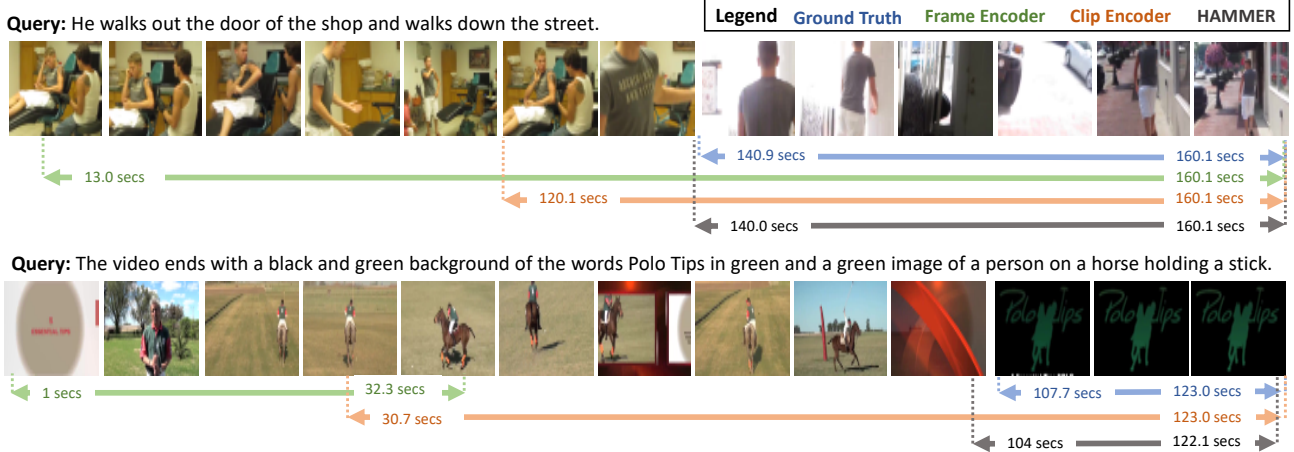 Legend Ground Truth Frame Encoder Clip Encoder HAMMER
Query: He walks out the door of the shop and walks down the street.
140.9 secs 160.1 secs
13.0 secs 160.1 secs
120.1 secs 160.1 secs
140.0 secs 160.1 secs
Query: The video ends with a black and green background of the words Polo Tips in green and a green image of a person on a horse holding a stick.
5
ESSENTIAL TIPS
Polo Tips Polo Tips Polo Tips
1 secs 32.3 secs 107.7 secs 123.0 secs
30.7 secs 123.0 secs
104 secs 122.1 secs